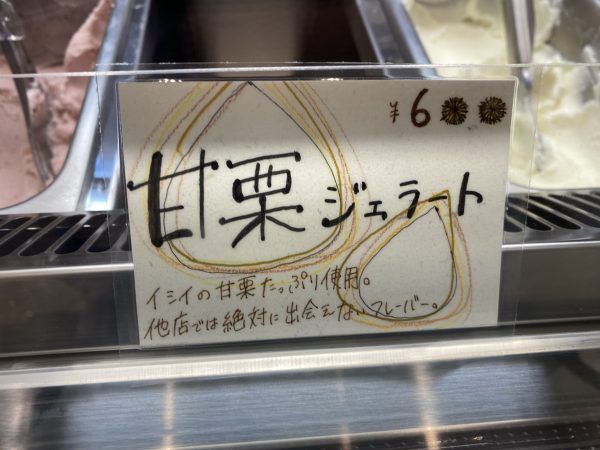 ¥6
甘栗ジェラート
イシイの甘栗たっぷり使用。
他店では絶対に出会えないフレーバー。